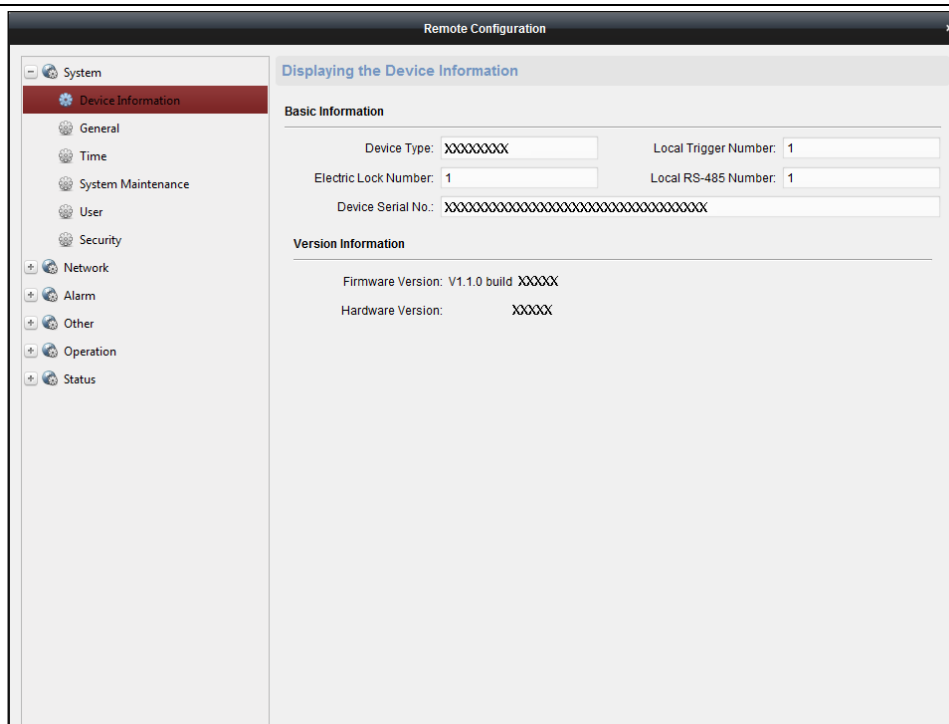 Remote Configuration
System
Device Information
General
Time
System Maintenance
User
Security
Network
Alarm
Other
Operation
Status
Displaying the Device Information
Basic Information
Device Type: XXXXXXXX Local Trigger Number: 1
Electric Lock Number: 1 Local RS-485 Number: 1
Device Serial No.: XXXXXXXXXXXXXXXXXXXXXXXXXXXXXXXXX
Version Information
Firmware Version: V1.1.0 build XXXXX
Hardware Version: XXXXX